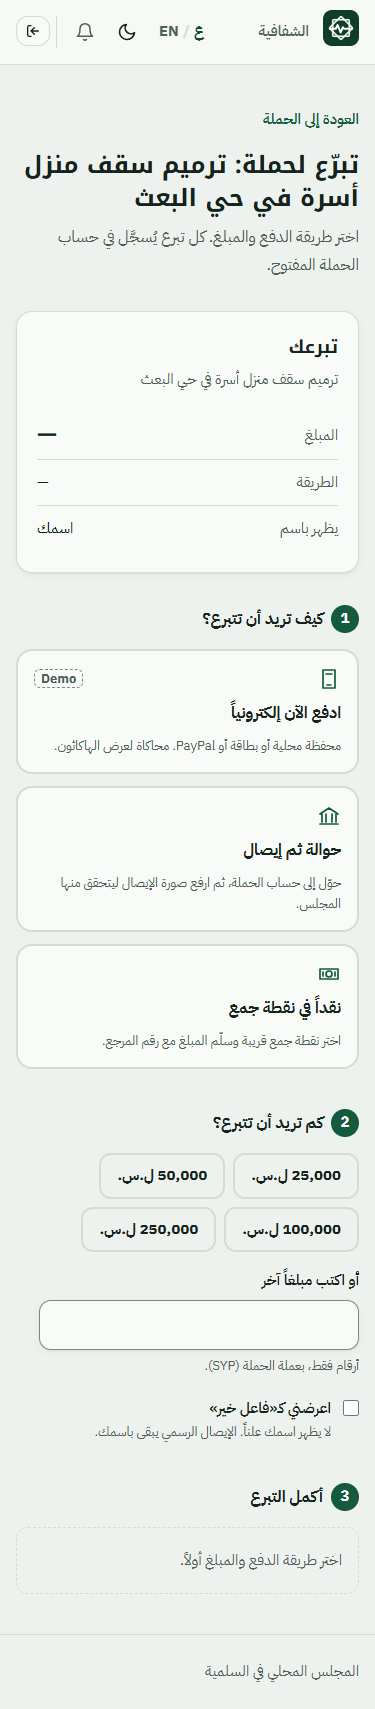 الشفافية
ع / EN
العودة إلى الحملة
تبرّع لحملة: ترميم سقف منزل
أسرة في حي البعث
اختر طريقة الدفع والمبلغ. كل تبرع يُسجَّل في حساب
الحملة المفتوح.
تبرعك
ترميم سقف منزل أسرة في حي البعث
المبلغ —
الطريقة —
يظهر باسم اسمك
1 كيف تريد أن تتبرع؟
Demo
ادفع الآن إلكترونياً
محفظة محلية أو بطاقة أو PayPal. محاكاة لعرض الهاكاثون.
حوالة ثم إيصال
حوّل إلى حساب الحملة، ثم ارفع صورة الإيصال ليتحقق منها
المجلس.
نقداً في نقطة جمع
اختر نقطة جمع قريبة وسلّم المبلغ مع رقم المرجع.
2 كم تريد أن تتبرع؟
25,000 ل.س. 50,000 ل.س.
100,000 ل.س. 250,000 ل.س.
أو اكتب مبلغاً آخر
أرقام فقط، بعملة الحملة (SYP).
اعرضني كـ«فاعل خير»
لا يظهر اسمك علناً. الإيصال الرسمي يبقى باسمك.
3 أكمل التبرع
اختر طريقة الدفع والمبلغ أولاً.
المجلس المحلي في السلمية